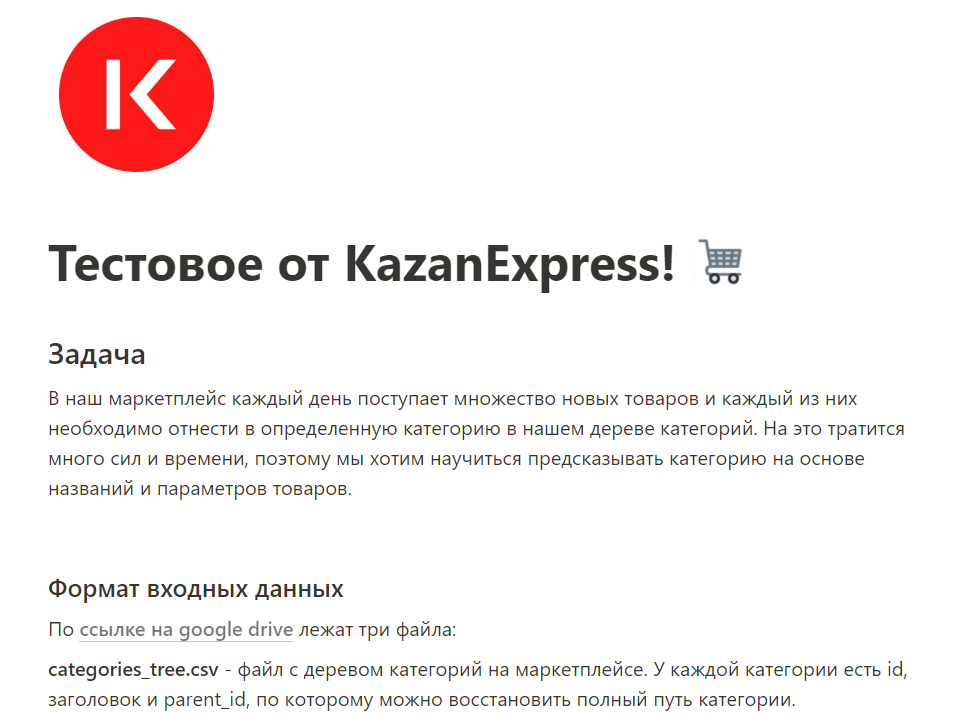 K
Тестовое от KazanExpress!
Задача
В наш маркетплейс каждый день поступает множество новых товаров и каждый из них
необходимо отнести в определенную категорию в нашем дереве категорий. На это тратится
много сил и времени, поэтому мы хотим научиться предсказывать категорию на основе
названий и параметров товаров.
Формат входных данных
По ссылке на google drive лежат три файла:
categories_tree.csv - файл с деревом категорий на маркетплейсе. У каждой категории есть id,
заголовок и parent_id, по которому можно восстановить полный путь категории.